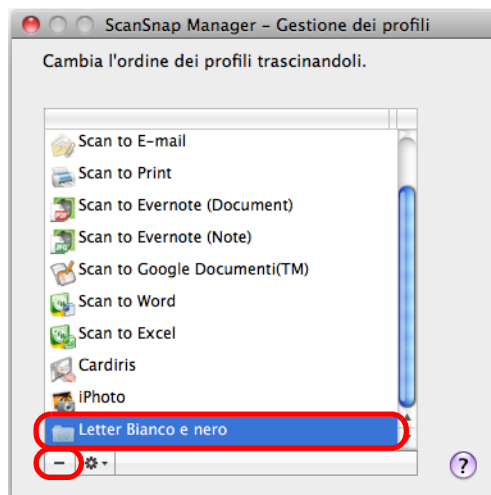 ScanSnap Manager – Gestione dei profili
Cambia l'ordine dei profili trascinandoli.
Scan to E-mail
Scan to Print
Scan to Evernote (Document)
Scan to Evernote (Note)
Scan to Google Documenti(TM)
Scan to Word
Scan to Excel
Cardiris
iPhoto
Letter Bianco e nero
?